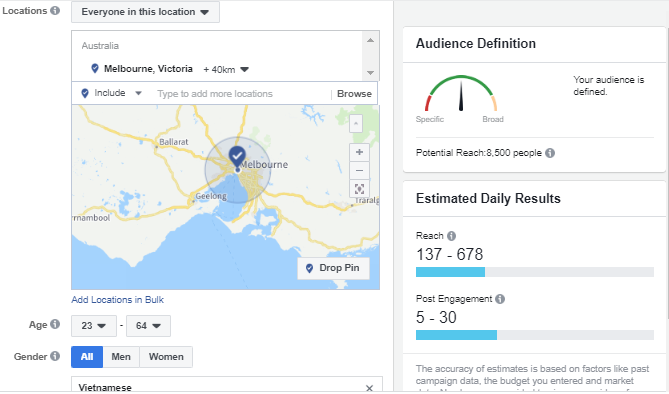 Locations
Everyone in this location
Australia
Melbourne, Victoria + 40km
Include
Type to add more locations
Browse
Ballarat
Melbourne
Geelong
rnambool
Traralg
+
−
Drop Pin
Add Locations in Bulk
Age
23 - 64
Gender
All Men Women
Vietnamese
Audience Definition
Your audience is
defined.
Specific
Broad
Potential Reach:8,500 people
Estimated Daily Results
Reach
137 - 678
Post Engagement
5 - 30
The accuracy of estimates is based on factors like past
campaign data, the budget you entered and market